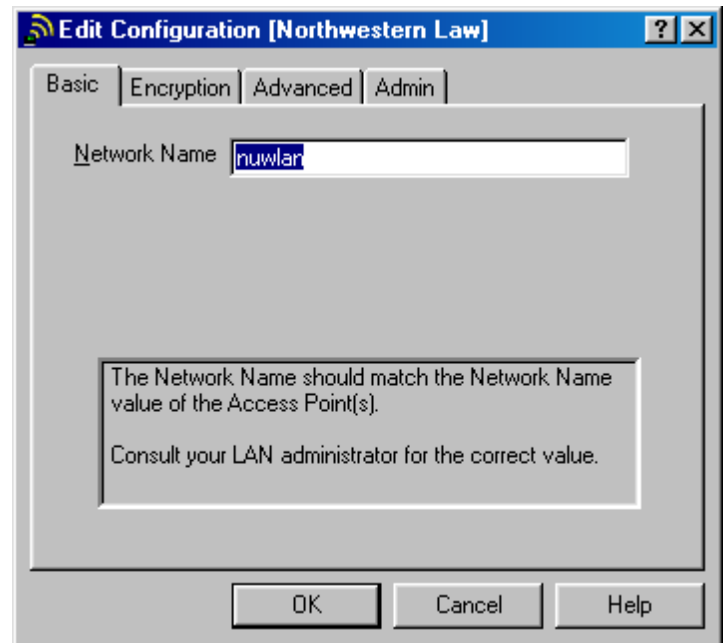 Edit Configuration [Northwestern Law]
Basic Encryption Advanced Admin
Network Name nuwlan
The Network Name should match the Network Name
value of the Access Point(s).
Consult your LAN administrator for the correct value.
OK Cancel Help